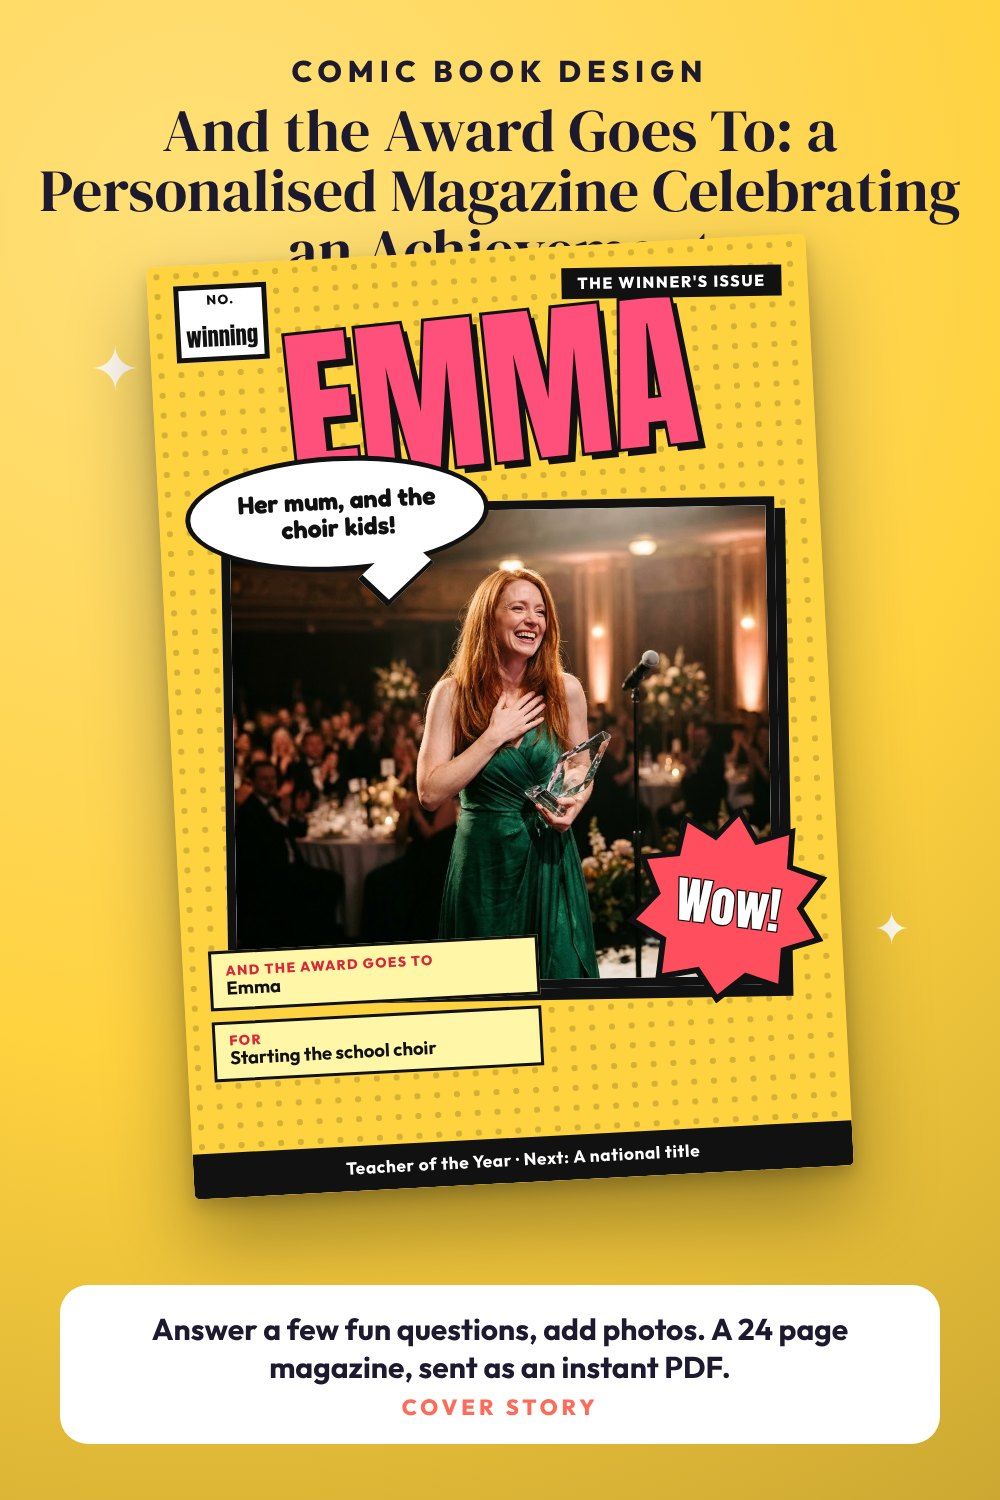 COMIC BOOK DESIGN
And the Award Goes To: a
Personalised Magazine Celebrating
an Achievement
THE WINNER'S ISSUE
NO.
winning
EMMA
Her mum, and the
choir kids!
Wow!
AND THE AWARD GOES TO
Emma
FOR
Starting the school choir
Teacher of the Year · Next: A national title
Answer a few fun questions, add photos. A 24 page
magazine, sent as an instant PDF.
COVER STORY